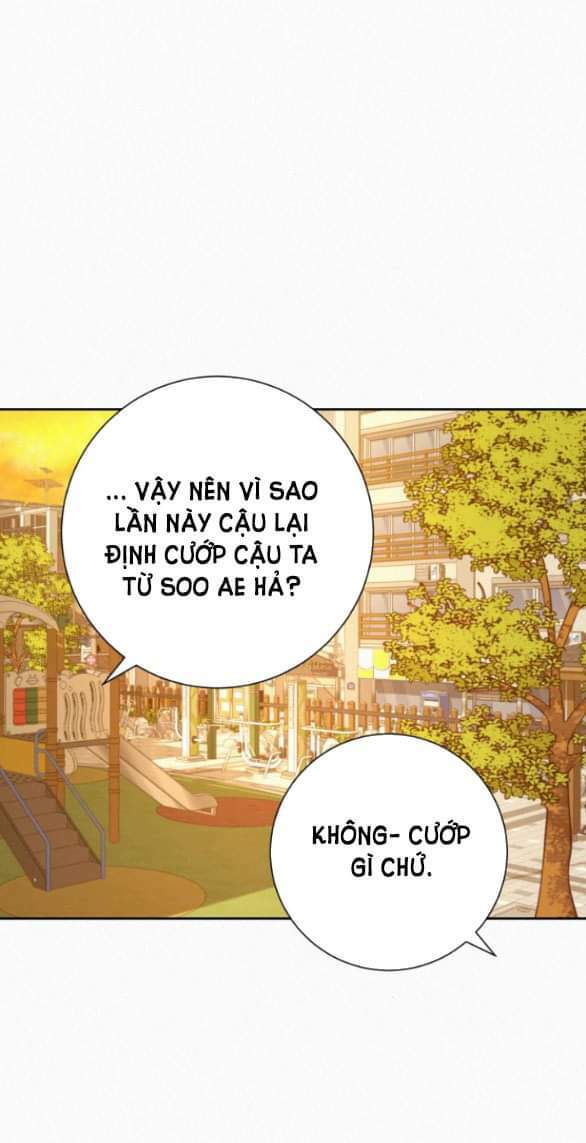 ... VẬY NÊN VÌ SAO
LẦN NÀY CẬU LẠI
ĐỊNH CƯỚP CẬU TA
TỪ SOO AE HẢ?
KHÔNG- CƯỚP
GÌ CHỨ.